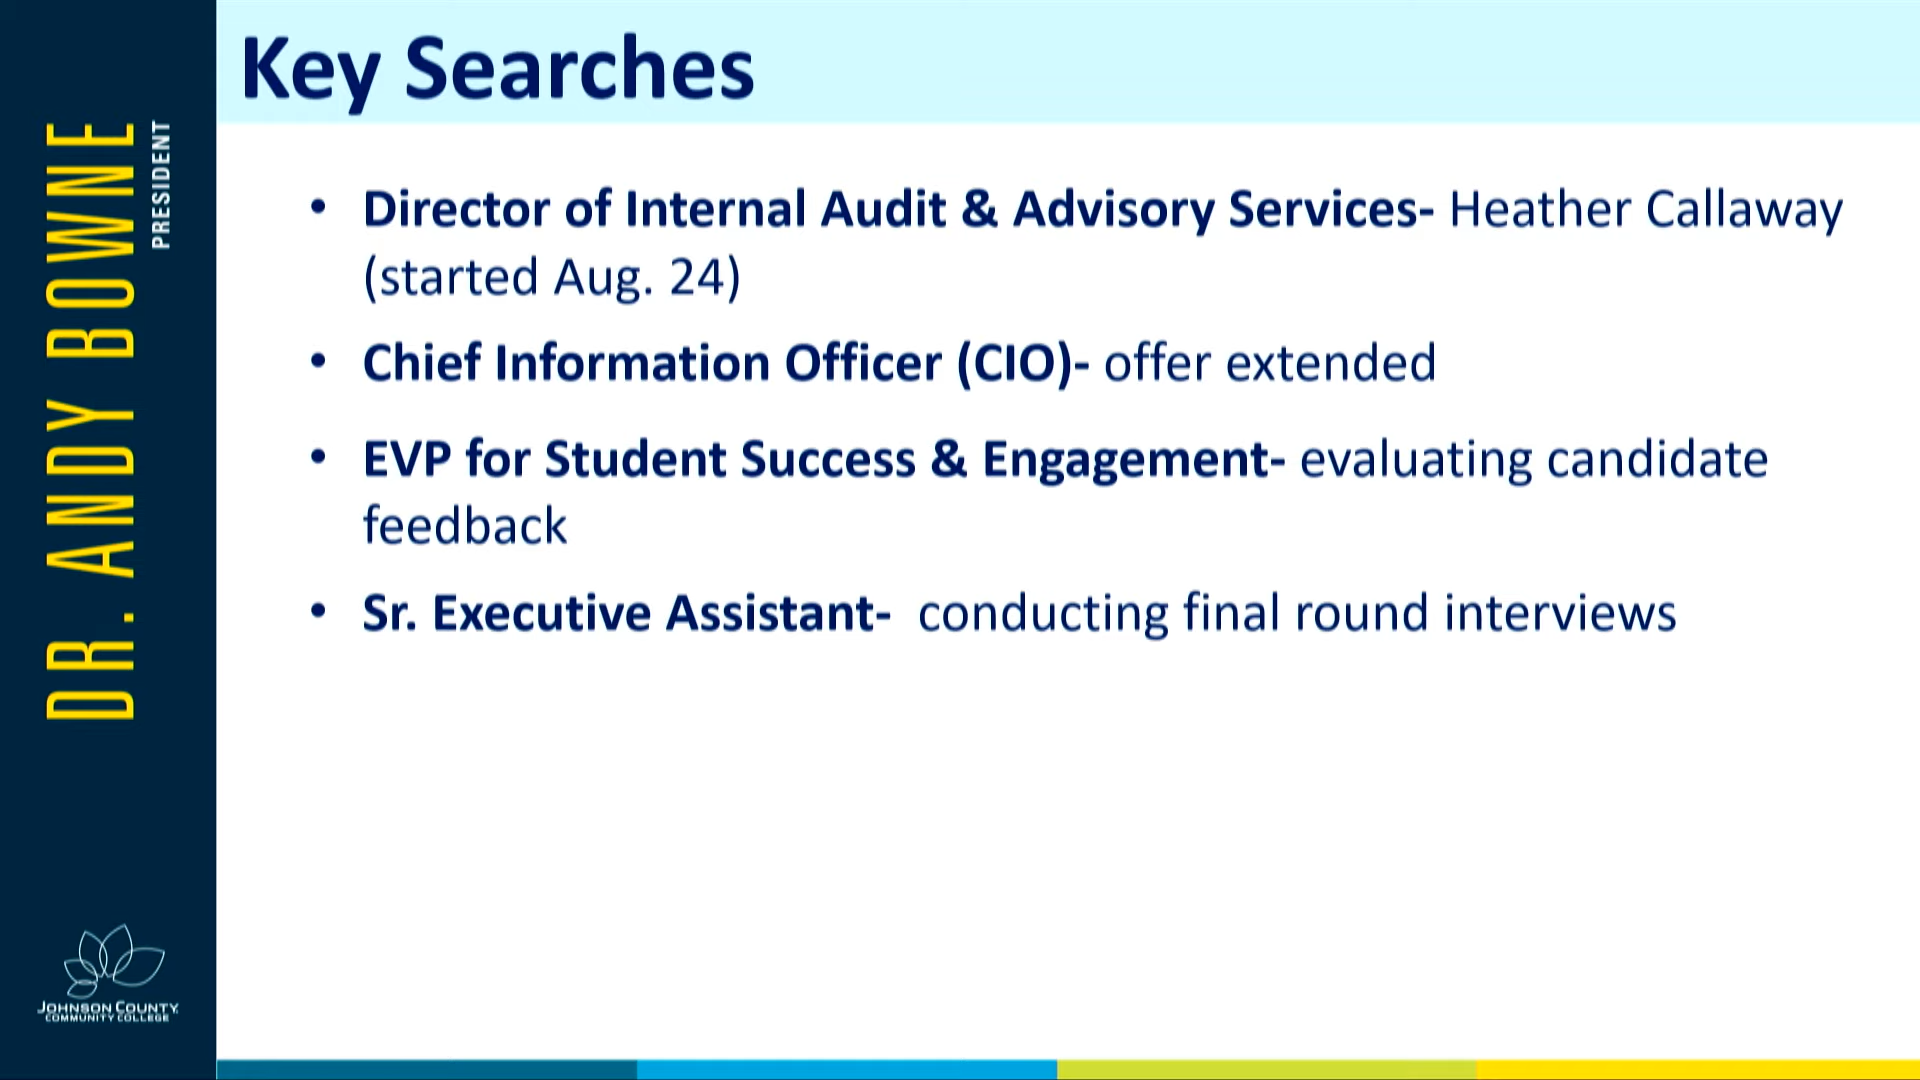 Key Searches
DR. ANDY BOWNE
PRESIDENT
• Director of Internal Audit & Advisory Services- Heather Callaway
(started Aug. 24)
• Chief Information Officer (CIO)- offer extended
• EVP for Student Success & Engagement- evaluating candidate
feedback
• Sr. Executive Assistant-  conducting final round interviews
JOHNSON COUNTY
COMMUNITY COLLEGE